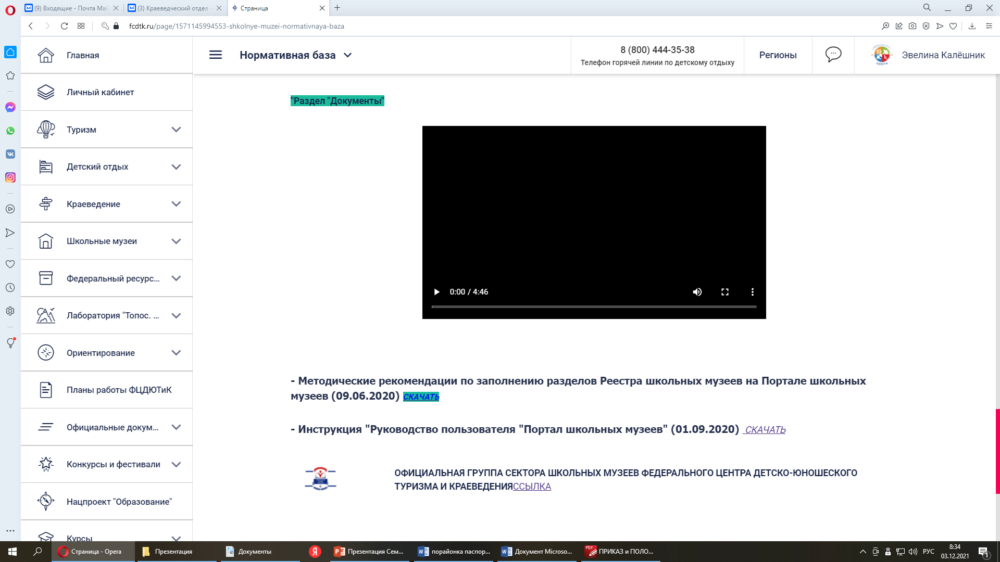 (9) Входящие - Почта Mai
(3) Краеведческий отдел
Страница
fcdtk.ru/page/1571145994553-shkolnye-muzei-normativnaya-baza
Главная
Личный кабинет
Туризм
Детский отдых
Краеведение
Школьные музеи
Федеральный ресурс...
Лаборатория "Топос. ...
Ориентирование
Планы работы ФЦДЮТиК
Официальные докум...
Конкурсы и фестивали
Нацпроект "Образование"
Курсы
Нормативная база
8 (800) 444-35-38
Телефон горячей линии по детскому отдыху
Регионы
Эвелина Калёшник
"Раздел "Документы"
0:00 / 4:46
- Методические рекомендации по заполнению разделов Реестра школьных музеев на Портале школьных
музеев (09.06.2020) СКАЧАТЬ
- Инструкция "Руководство пользователя "Портал школьных музеев" (01.09.2020) СКАЧАТЬ
ОФИЦИАЛЬНАЯ ГРУППА СЕКТОРА ШКОЛЬНЫХ МУЗЕЕВ ФЕДЕРАЛЬНОГО ЦЕНТРА ДЕТСКО-ЮНОШЕСКОГО
ТУРИЗМА И КРАЕВЕДЕНИЯССЫЛКА
Страница - Opera
Презентация
Документы
Я
Презентация Сем...
порайонка паспор...
Документ Microso...
PDF
ПРИКАЗ и ПОЛО...
РУС
8:34
03.12.2021
1